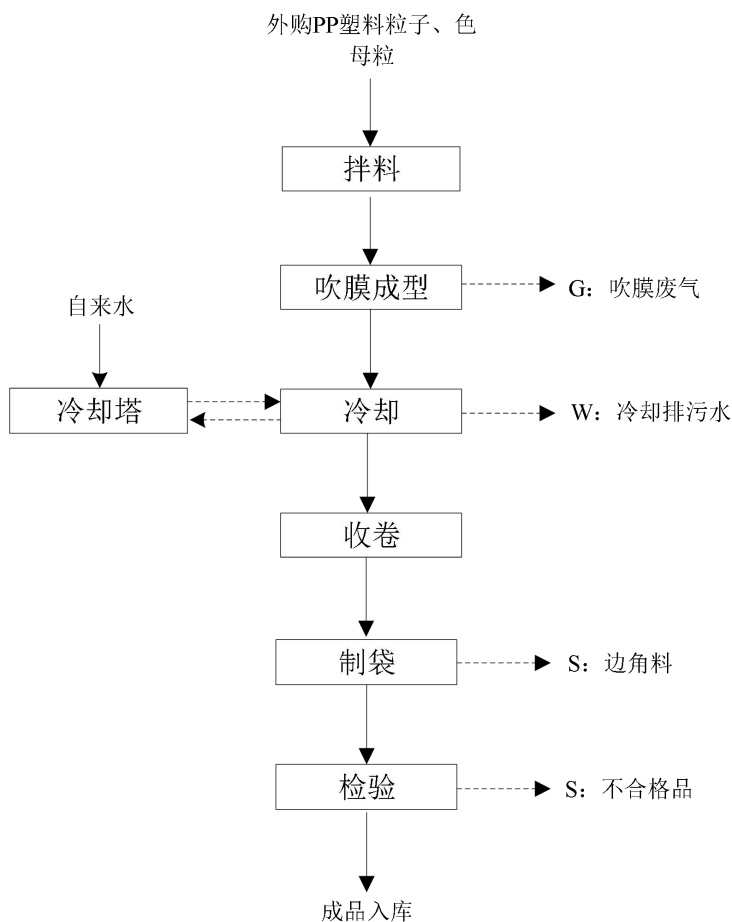 外购PP塑料粒子、色
母粒
拌料
吹膜成型
G：吹膜废气
自来水
冷却塔
冷却
W：冷却排污水
收卷
制袋
S：边角料
检验
S：不合格品
成品入库